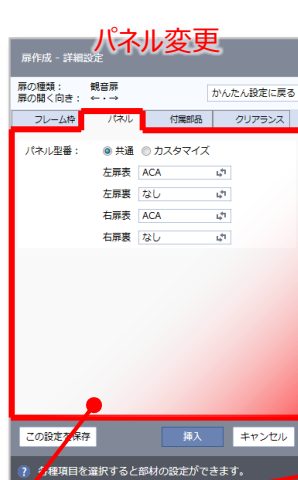 パネル変更
扉作成 - 詳細設定
扉の種類： 観音扉
扉の開く向き： ←・→
かんたん設定に戻る
フレーム枠 パネル 付属部品 クリアランス
パネル型番： 共通 カスタマイズ
左扉表 ACA
左扉裏 なし
右扉表 ACA
右扉裏 なし
この設定を保存 挿入 キャンセル
? 各種項目を選択すると部材の設定ができます。